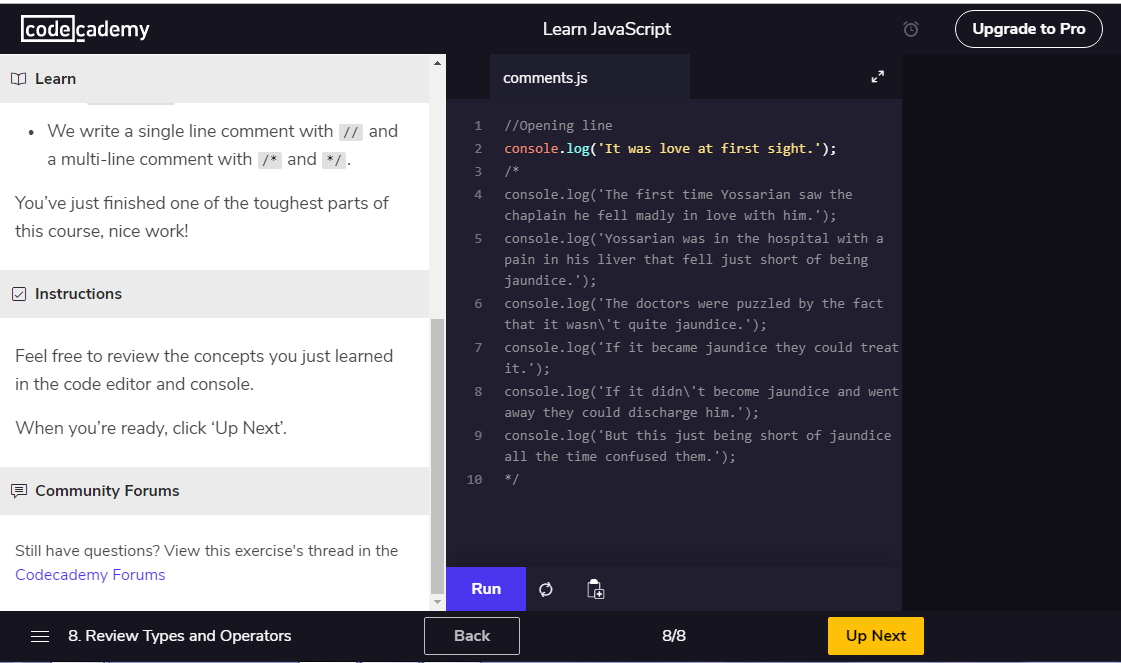 codecademy
Learn JavaScript
Upgrade to Pro
Learn
• We write a single line comment with // and
a multi-line comment with /* and */.
You’ve just finished one of the toughest parts of
this course, nice work!
Instructions
Feel free to review the concepts you just learned
in the code editor and console.
When you’re ready, click ‘Up Next’.
Community Forums
Still have questions? View this exercise's thread in the
Codecademy Forums
comments.js
1 //Opening line
2 console.log('It was love at first sight.');
3 /*
4 console.log('The first time Yossarian saw the
chaplain he fell madly in love with him.');
5 console.log('Yossarian was in the hospital with a
pain in his liver that fell just short of being
jaundice.');
6 console.log('The doctors were puzzled by the fact
that it wasn\'t quite jaundice.');
7 console.log('If it became jaundice they could treat
it.');
8 console.log('If it didn\'t become jaundice and went
away they could discharge him.');
9 console.log('But this just being short of jaundice
all the time confused them.');
10 */
Run
8. Review Types and Operators
Back
8/8
Up Next